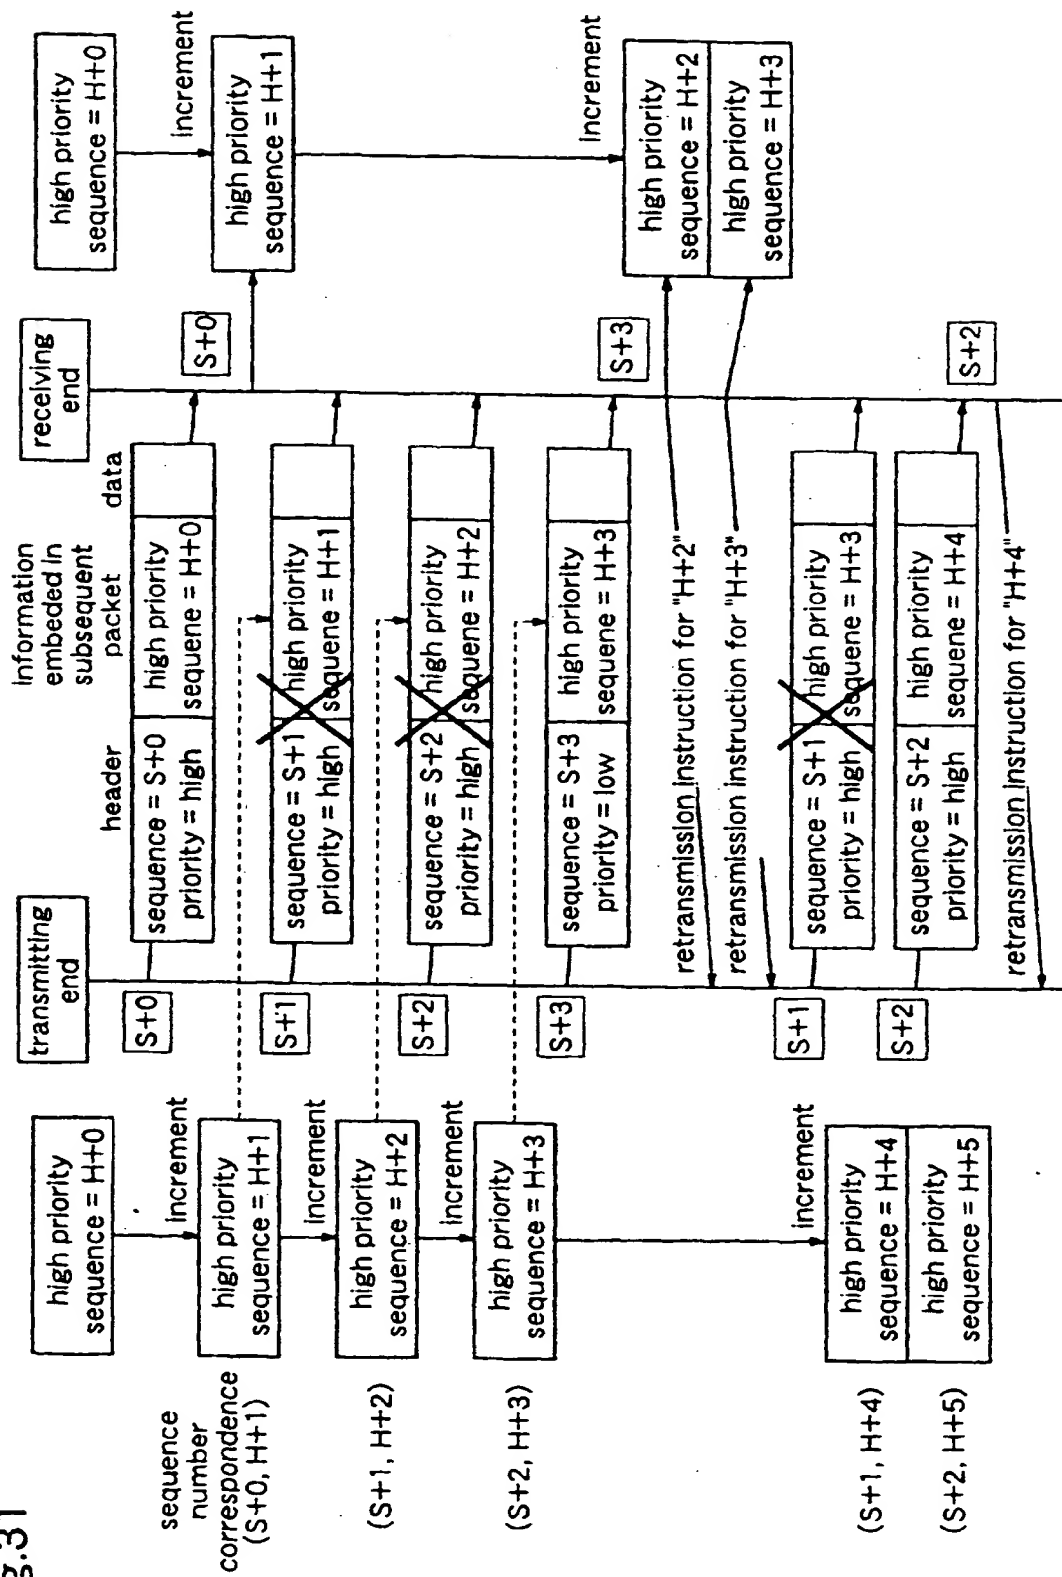 g.31
transmitting
end
receiving
end
header
Information
embeded in
subsequent
packet
data
high priority
sequence = H+0
Increment
sequence
number
correspondence
(S+0, H+1)
high priority
sequence = H+1
Increment
(S+1, H+2)
high priority
sequence = H+2
Increment
(S+2, H+3)
high priority
sequence = H+3
Increment
(S+1, H+4)
high priority
sequence = H+4
(S+2, H+5)
high priority
sequence = H+5
S+0
sequence = S+0
priority = high
high priority
sequene = H+0
S+0
S+1
sequence = S+1
priority = high
high priority
sequene = H+1
S+2
sequence = S+2
priority = high
high priority
sequene = H+2
S+3
sequence = S+3
priority = low
high priority
sequene = H+3
S+3
retransmission instruction for "H+2"
retransmission instruction for "H+3"
S+1
sequence = S+1
priority = high
high priority
sequene = H+3
S+2
sequence = S+2
priority = high
high priority
sequene = H+4
S+2
retransmission Instruction for "H+4"
high priority
sequence = H+0
Increment
high priority
sequence = H+1
Increment
high priority
sequence = H+2
high priority
sequence = H+3